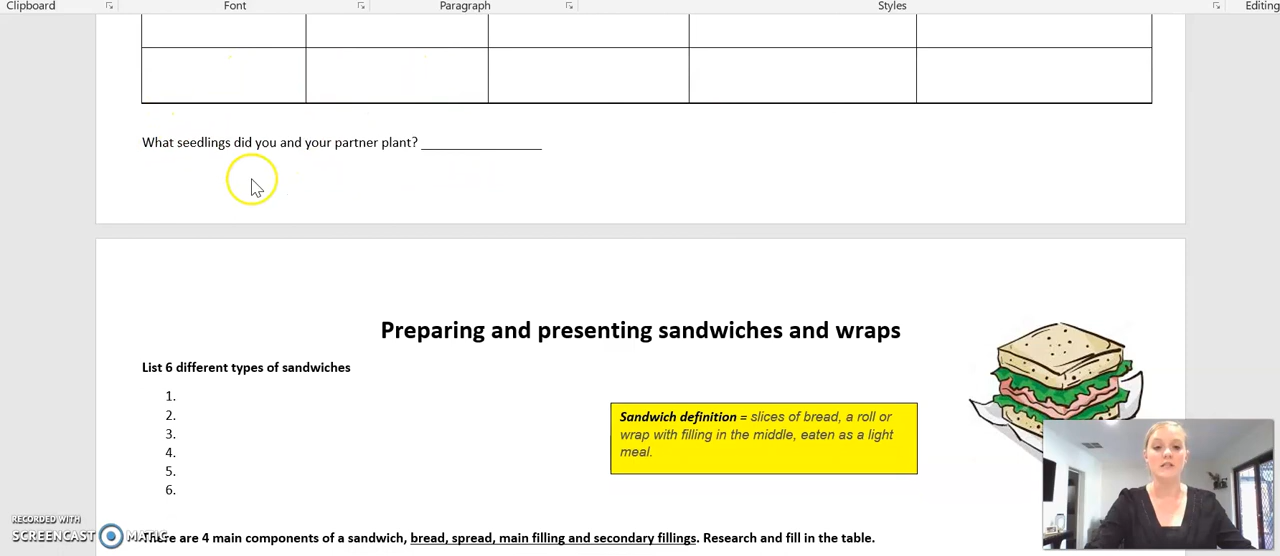 Clipboard Font Paragraph Styles Editing
What seedlings did you and your partner plant? _______________
Preparing and presenting sandwiches and wraps
List 6 different types of sandwiches
1.
2.
3.
4.
5.
6.
Sandwich definition = slices of bread, a roll or
wrap with filling in the middle, eaten as a light
meal.
There are 4 main components of a sandwich, bread, spread, main filling and secondary fillings. Research and fill in the table.
RECORDED WITH
SCREENCAST MATIC